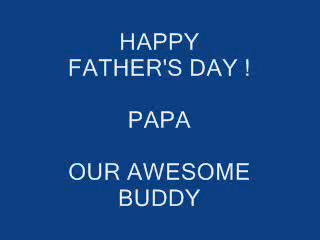 HAPPY
FATHER'S DAY !
PAPA
OUR AWESOME
BUDDY